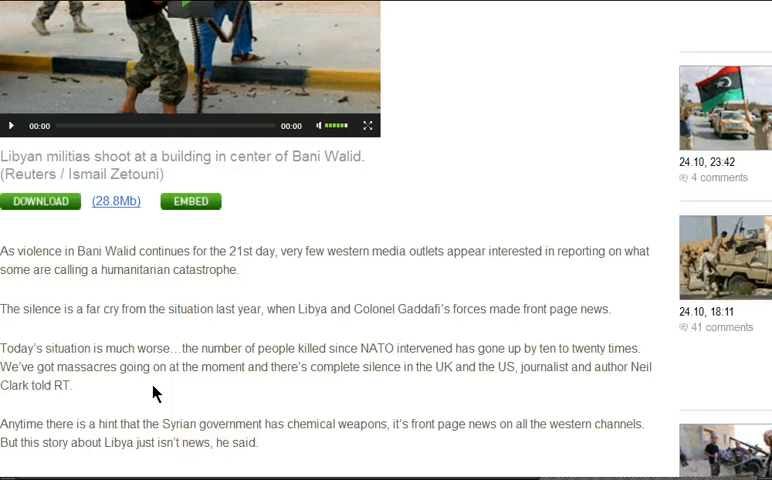 00:00 00:00
Libyan militias shoot at a building in center of Bani Walid.
(Reuters / Ismail Zetouni)
DOWNLOAD (28.8Mb) EMBED
As violence in Bani Walid continues for the 21st day, very few western media outlets appear interested in reporting on what
some are calling a humanitarian catastrophe.
The silence is a far cry from the situation last year, when Libya and Colonel Gaddafi's forces made front page news.
Today's situation is much worse…the number of people killed since NATO intervened has gone up by ten to twenty times.
We've got massacres going on at the moment and there's complete silence in the UK and the US, journalist and author Neil
Clark told RT.
Anytime there is a hint that the Syrian government has chemical weapons, it's front page news on all the western channels.
But this story about Libya just isn't news, he said.
24.10, 23:42
4 comments
24.10, 18:11
41 comments